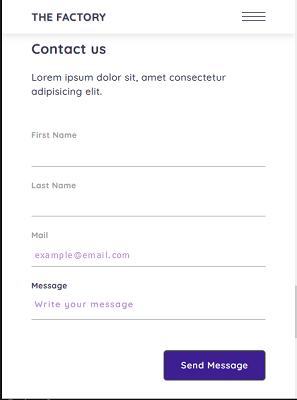 THE FACTORY
Contact us
Lorem ipsum dolor sit, amet consectetur
adipisicing elit.
First Name
Last Name
Mail
example@email.com
Message
Write your message
Send Message